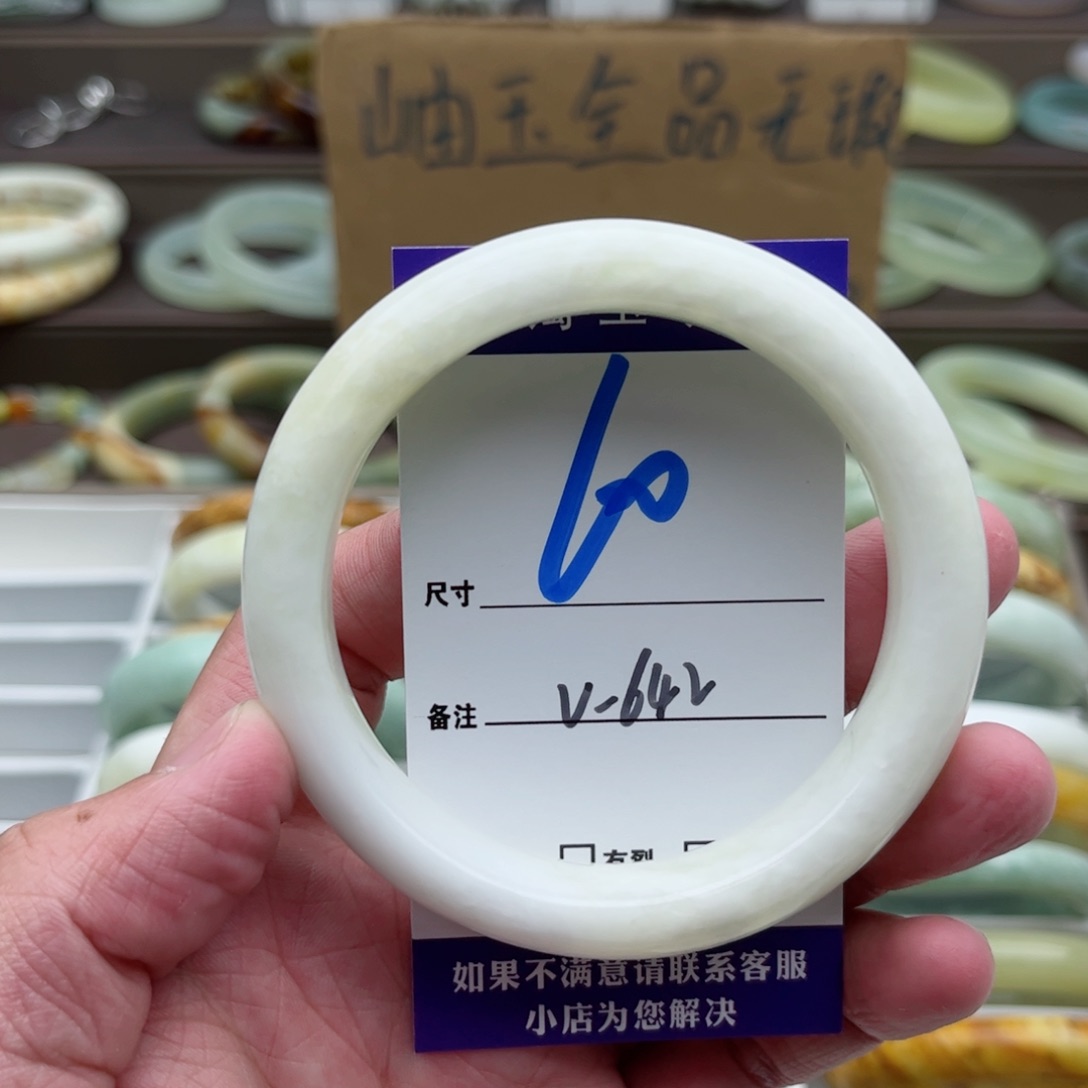 岫玉全品无
60
尺寸
备注 V-642
如果不满意请联系客服
小店为您解决